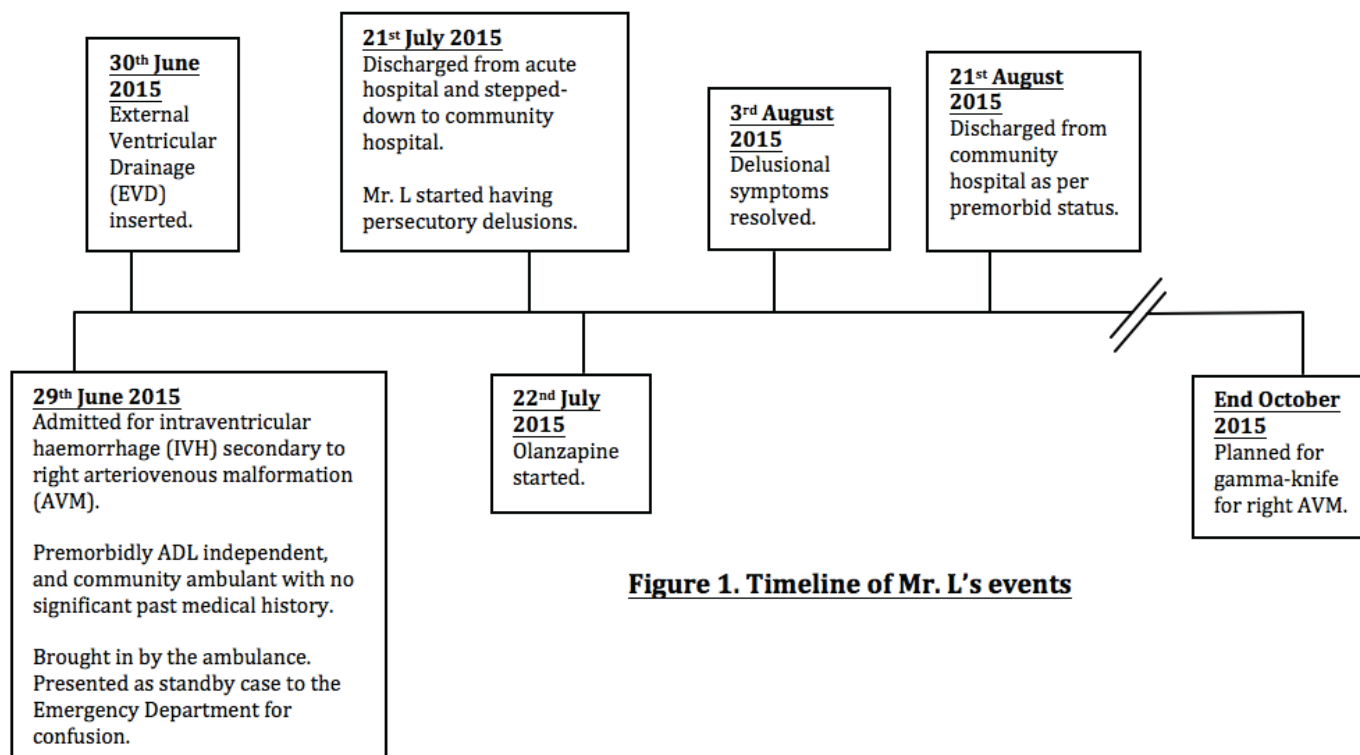 30th June
2015
External
Ventricular
Drainage
(EVD)
inserted.
21st July 2015
Discharged from acute
hospital and stepped-
down to community
hospital.
Mr. L started having
persecutory delusions.
3rd August
2015
Delusional
symptoms
resolved.
21st August
2015
Discharged from
community
hospital as per
premorbid status.
29th June 2015
Admitted for intraventricular
haemorrhage (IVH) secondary to
right arteriovenous malformation
(AVM).
Premorbidly ADL independent,
and community ambulant with no
significant past medical history.
Brought in by the ambulance.
Presented as standby case to the
Emergency Department for
confusion.
22nd July
2015
Olanzapine
started.
End October
2015
Planned for
gamma-knife
for right AVM.
Figure 1. Timeline of Mr. L's events